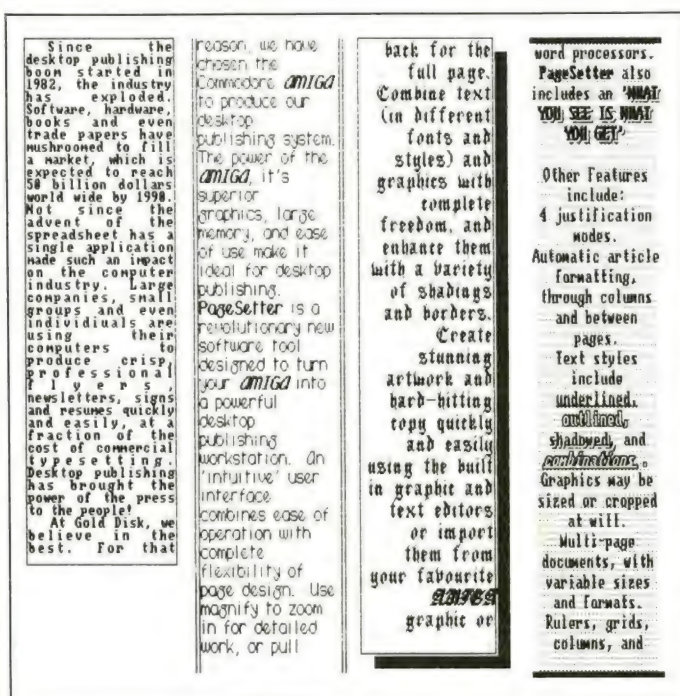 Since the
desktop publishing
boom started in
1982, the industry
has exploded.
Software, hardware,
books and even
trade papers have
mushroomed to fill
a market, which is
expected to reach
50 billion dollars
world wide by 1990.
Not since the
advent of the
spreadsheet has a
single application
made such an impact
on the computer
industry. Large
companies, small
groups and even
individiuals are
using their
computers to
produce crisp,
professional
flyers,
newsletters, signs
and resumes quickly
and easily, at a
fraction of the
cost of commercial
typesetting.
Desktop publishing
has brought the
power of the press
to the people!
At Gold Disk, we
believe in the
best. For that
reason, we have
chosen the
Commodore AMIGA
to produce our
desktop
publishing system.
The power of the
AMIGA, it's
superior
graphics, large
memory, and ease
of use make it
ideal for desktop
publishing.
PageSetter is a
revolutionary new
software tool
designed to turn
your AMIGA into
a powerful
desktop
publishing
workstation. An
'intuitive' user
interface
combines ease of
operation with
complete
flexibility of
page design. Use
magnify to zoom
in for detailed
work, or pull
back for the
full page.
Combine text
(in different
fonts and
styles) and
graphics with
complete
freedom, and
enhance them
with a variety
of shadings
and borders.
Create
stunning
artwork and
hard-hitting
copy quickly
and easily
using the built
in graphic and
text editors
or import
them from
your favourite
AMIGA
graphic or
word processors.
PageSetter also
includes an 'WHAT
YOU SEE IS WHAT
YOU GET'.
Other Features
include:
4 justification
modes.
Automatic article
formatting,
through columns
and between
pages.
Text styles
include
underlined,
outlined,
shadowed, and
combinations.
Graphics may be
sized or cropped
at will.
Multi-page
documents, with
variable sizes
and formats.
Rulers, grids,
columns, and